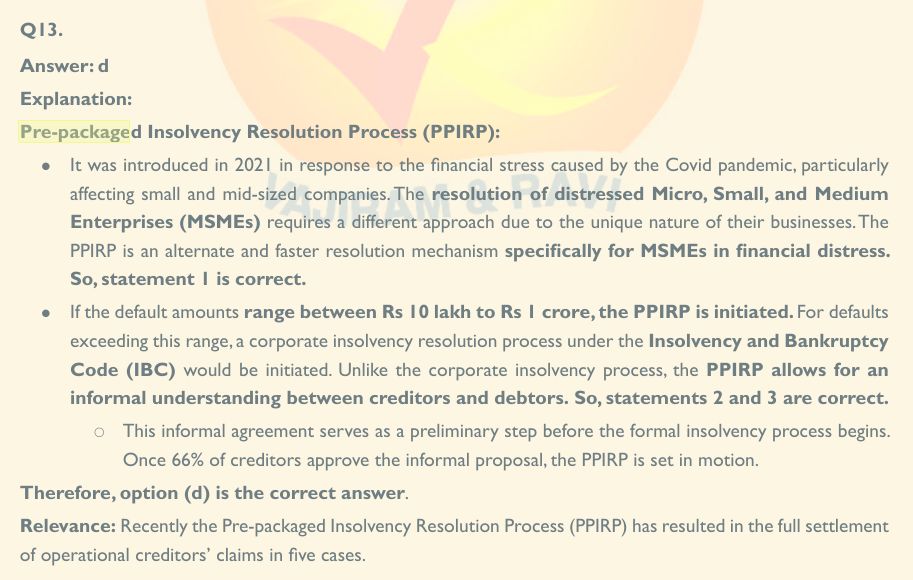 Q13.
Answer: d
Explanation:
Pre-packaged Insolvency Resolution Process (PPIRP):
● It was introduced in 2021 in response to the financial stress caused by the Covid pandemic, particularly
affecting small and mid-sized companies. The resolution of distressed Micro, Small, and Medium
Enterprises (MSMEs) requires a different approach due to the unique nature of their businesses. The
PPIRP is an alternate and faster resolution mechanism specifically for MSMEs in financial distress.
So, statement 1 is correct.
● If the default amounts range between Rs 10 lakh to Rs 1 crore, the PPIRP is initiated. For defaults
exceeding this range, a corporate insolvency resolution process under the Insolvency and Bankruptcy
Code (IBC) would be initiated. Unlike the corporate insolvency process, the PPIRP allows for an
informal understanding between creditors and debtors. So, statements 2 and 3 are correct.
○ This informal agreement serves as a preliminary step before the formal insolvency process begins.
Once 66% of creditors approve the informal proposal, the PPIRP is set in motion.
Therefore, option (d) is the correct answer.
Relevance: Recently the Pre-packaged Insolvency Resolution Process (PPIRP) has resulted in the full settlement
of operational creditors' claims in five cases.
VAJIRAM & RAVI